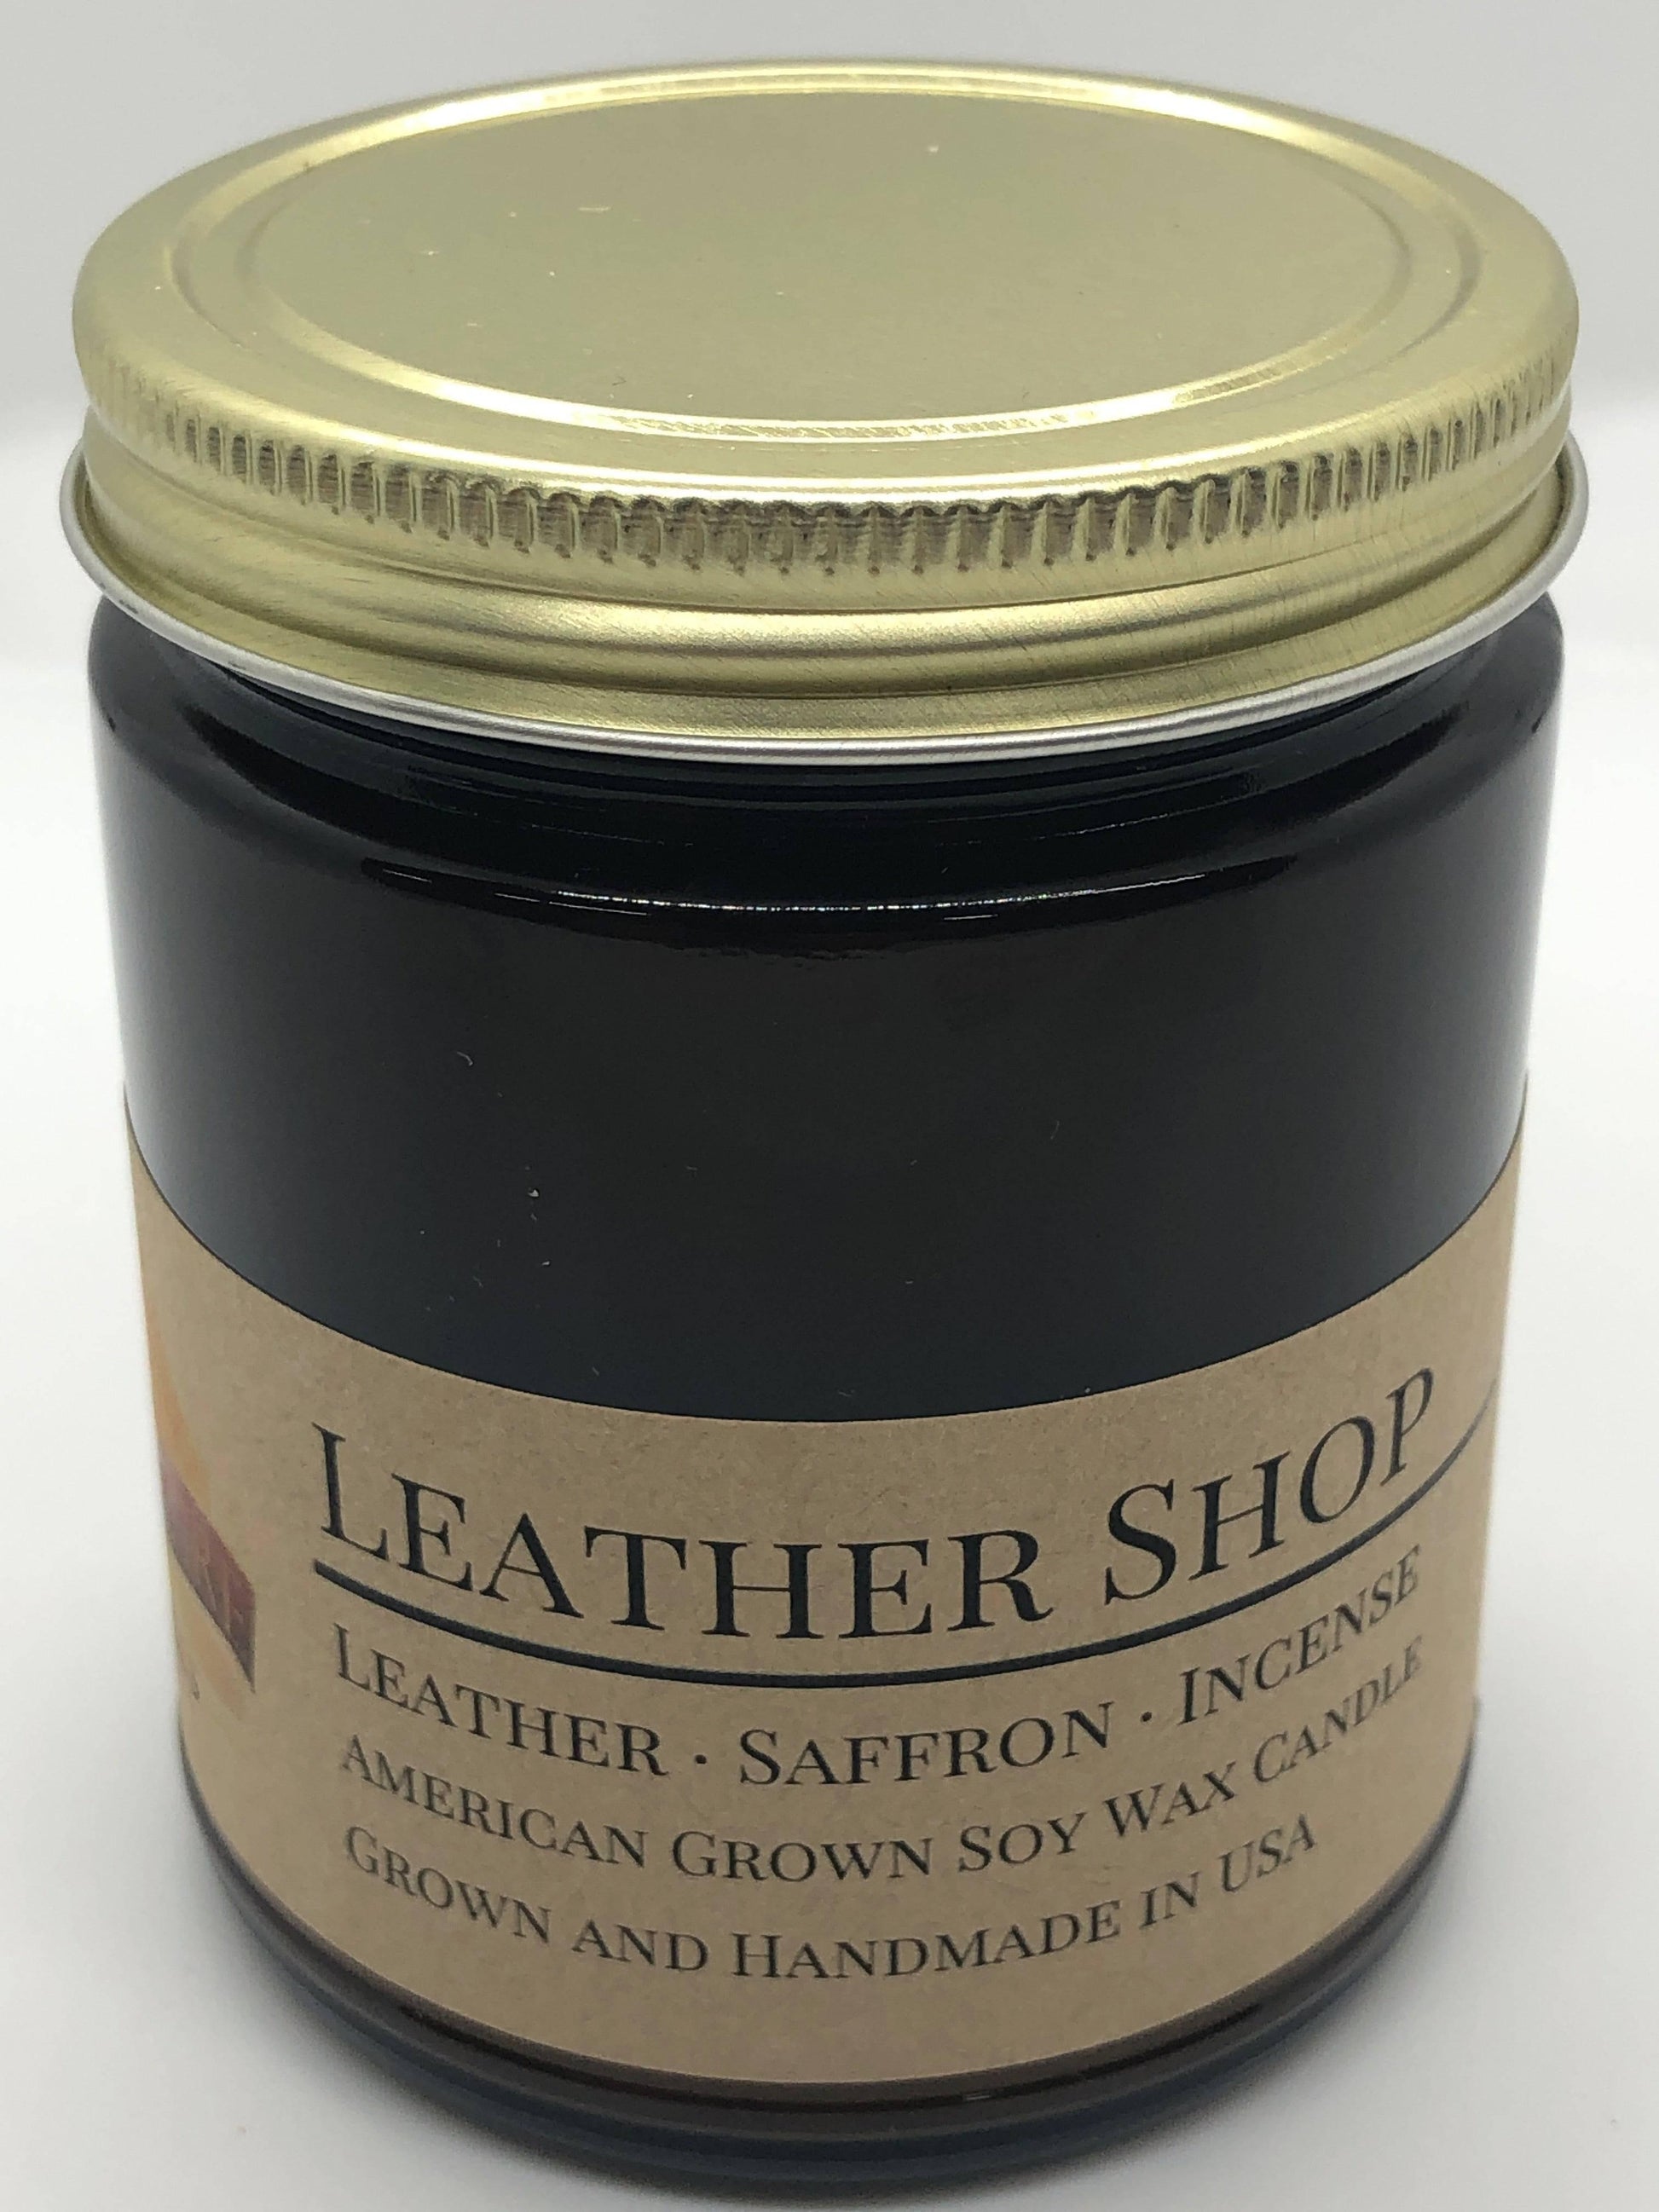 LEATHER SHOP
LEATHER · SAFFRON · INCENSE
AMERICAN GROWN SOY WAX CANDLE
GROWN AND HANDMADE IN USA